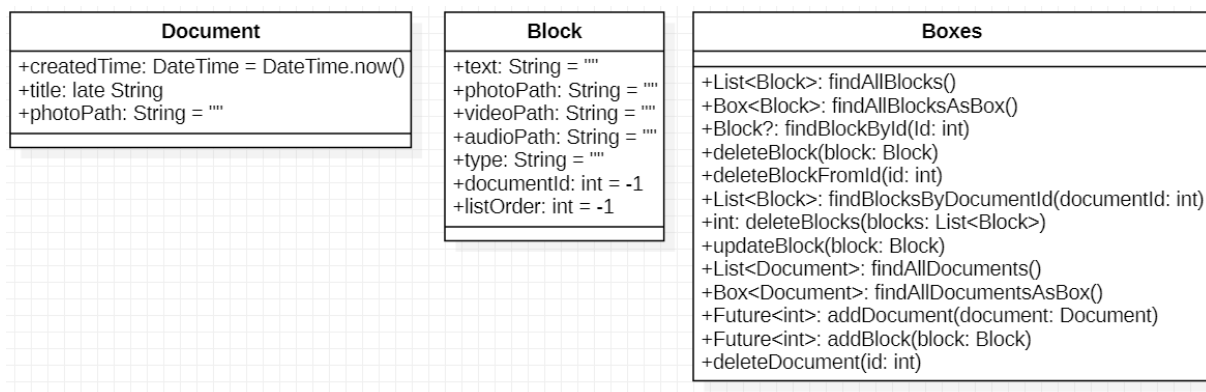 Document
+createdTime: DateTime = DateTime.now()
+title: late String
+photoPath: String = ""
Block
+text: String = ""
+photoPath: String = ""
+videoPath: String = ""
+audioPath: String = ""
+type: String = ""
+documentId: int = -1
+listOrder: int = -1
Boxes
+List<Block>: findAllBlocks()
+Box<Block>: findAllBlocksAsBox()
+Block?: findBlockById(Id: int)
+deleteBlock(block: Block)
+deleteBlockFromId(id: int)
+List<Block>: findBlocksByDocumentId(documentId: int)
+int: deleteBlocks(blocks: List<Block>)
+updateBlock(block: Block)
+List<Document>: findAllDocuments()
+Box<Document>: findAllDocumentsAsBox()
+Future<int>: addDocument(document: Document)
+Future<int>: addBlock(block: Block)
+deleteDocument(id: int)